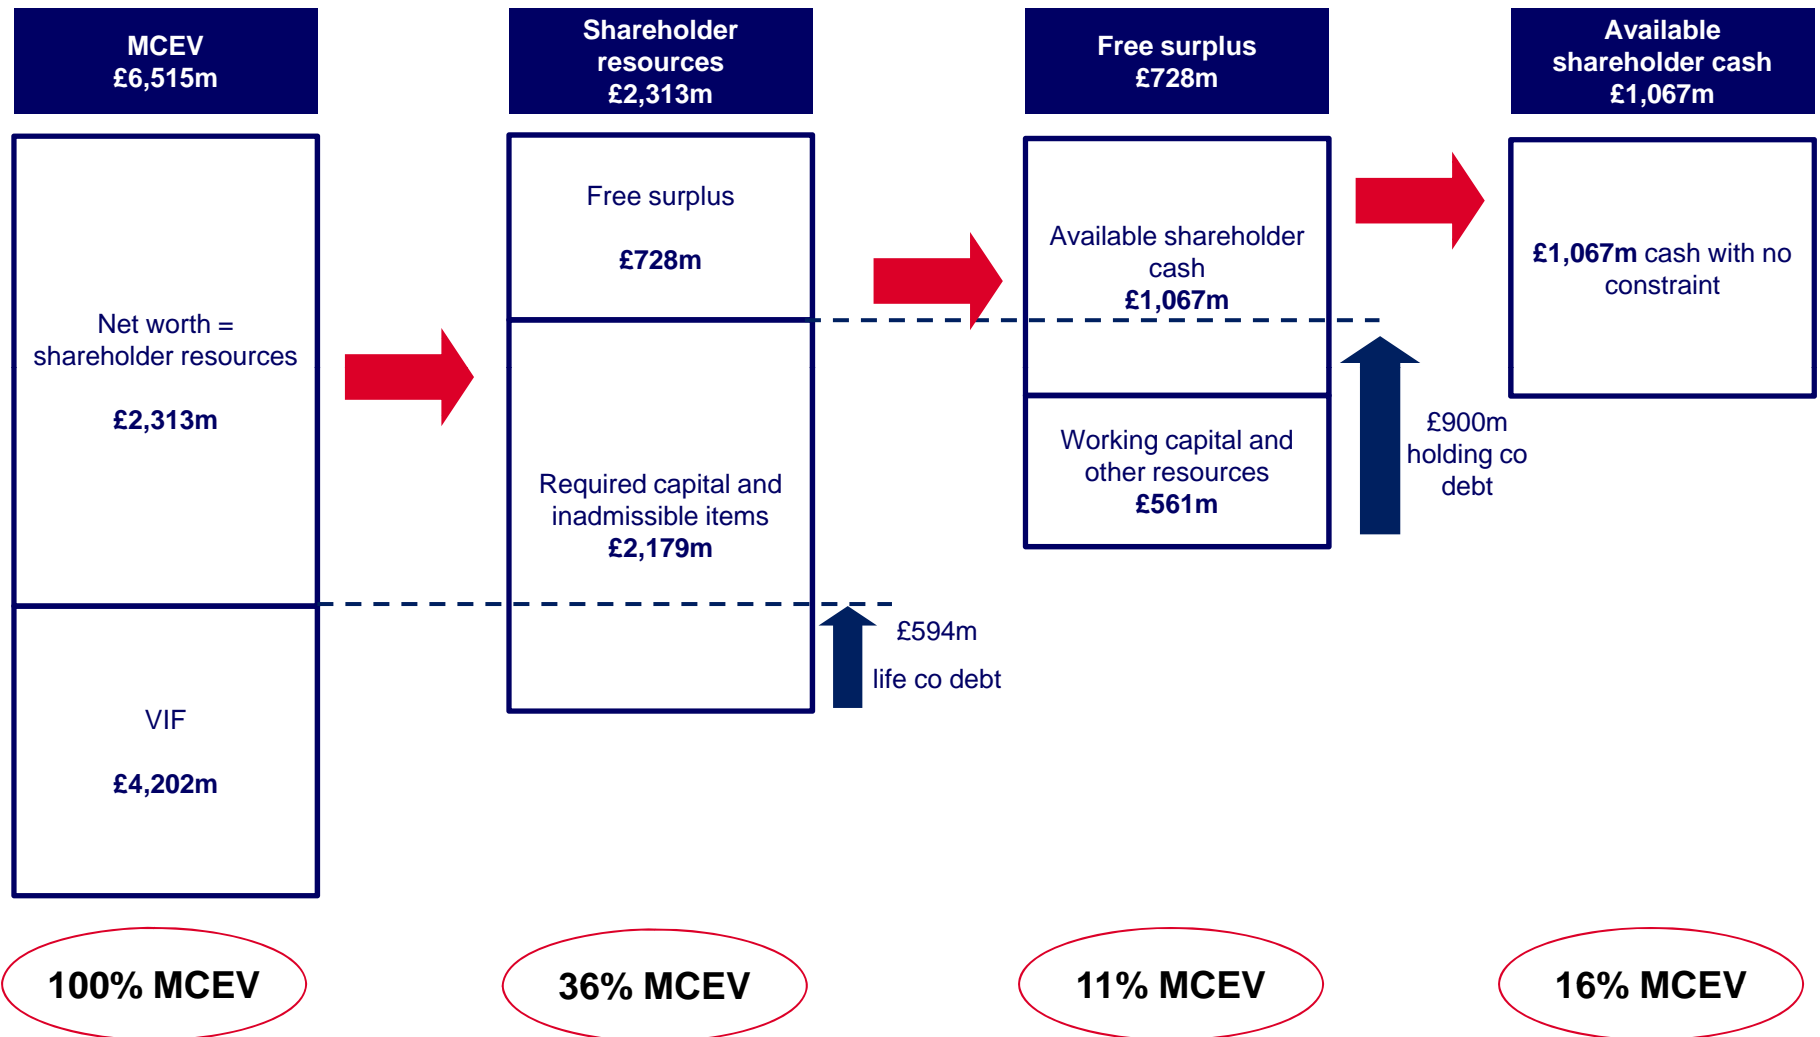 MCEV
£6,515m
Shareholder
resources
£2,313m
Free surplus
£728m
Available
shareholder cash
£1,067m
Net worth =
shareholder resources
£2,313m
VIF
£4,202m
Free surplus
£728m
Required capital and
inadmissible items
£2,179m
£594m
life co debt
Available shareholder
cash
£1,067m
Working capital and
other resources
£561m
£900m
holding co
debt
£1,067m cash with no
constraint
100% MCEV
36% MCEV
11% MCEV
16% MCEV